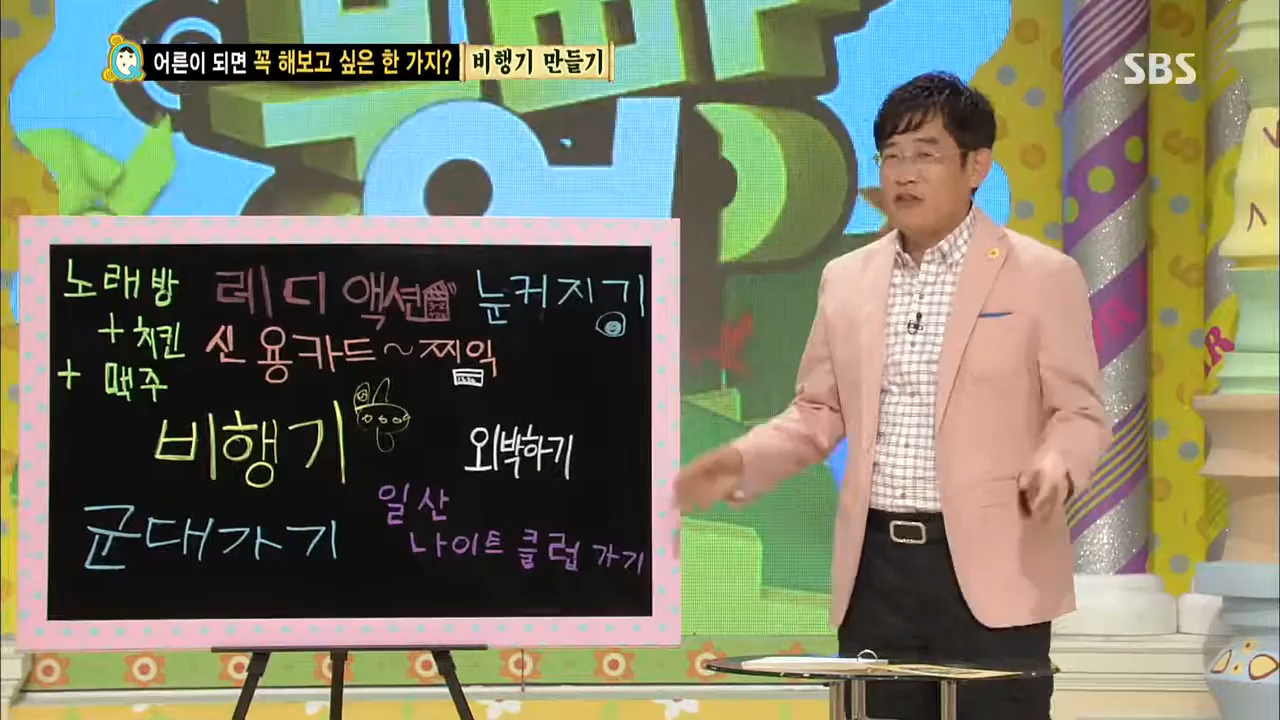 어른이 되면 꼭 해보고 싶은 한 가지? 비행기 만들기
SBS
노래방
+ 치킨
+ 맥주
레디 액션
눈커지기
신용카드~찌익
비행기
외박하기
군대가기
일산
나이트 클럽 가기